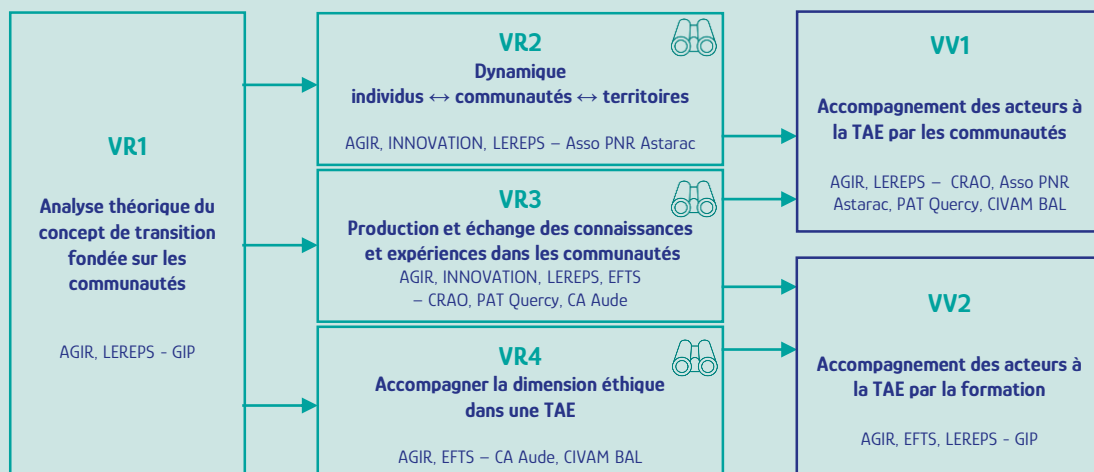 VR1
Analyse théorique du
concept de transition
fondée sur les
communautés
AGIR, LEREPS - GIP
VR2
Dynamique
individus ↔ communautés ↔ territoires
AGIR, INNOVATION, LEREPS – Asso PNR Astarac
VR3
Production et échange des connaissances
et expériences dans les communautés
AGIR, INNOVATION, LEREPS, EFTS
– CRAO, PAT Quercy, CA Aude
VR4
Accompagner la dimension éthique
dans une TAE
AGIR, EFTS – CA Aude, CIVAM BAL
VV1
Accompagnement des acteurs à
la TAE par les communautés
AGIR, LEREPS – CRAO, Asso PNR
Astarac, PAT Quercy, CIVAM BAL
VV2
Accompagnement des acteurs à
la TAE par la formation
AGIR, EFTS, LEREPS - GIP